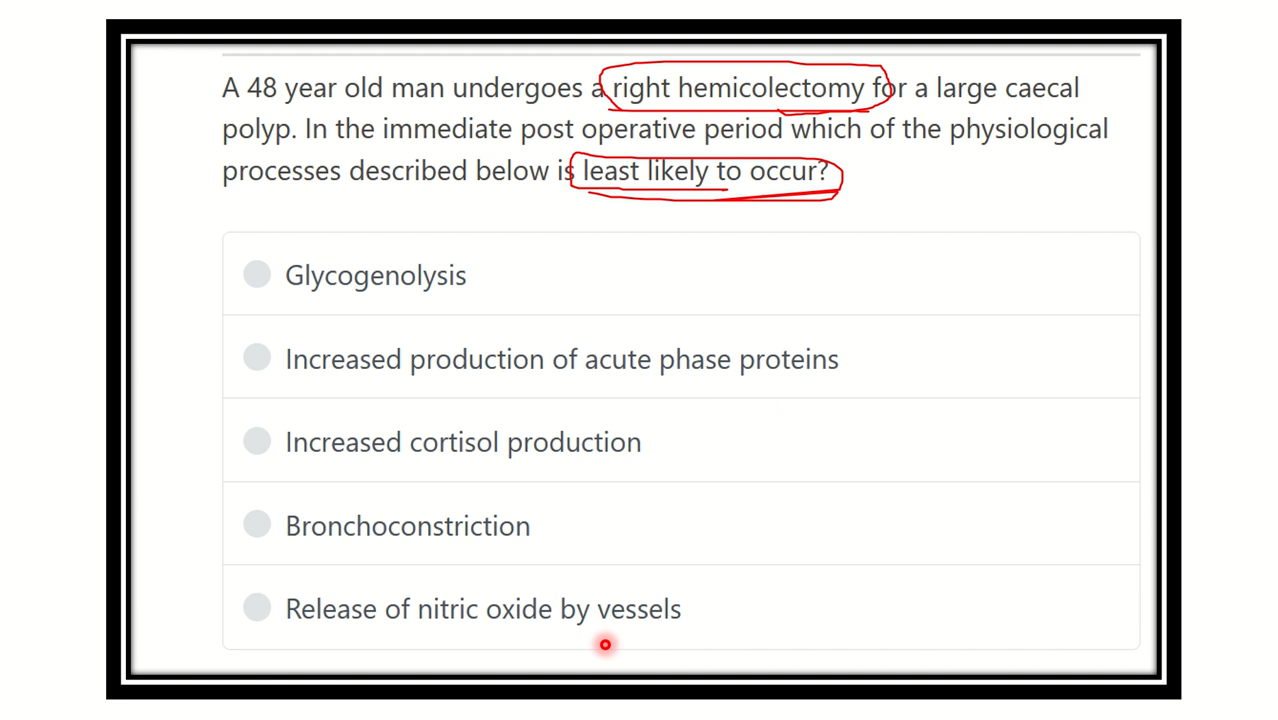 A 48 year old man undergoes a right hemicolectomy for a large caecal
polyp. In the immediate post operative period which of the physiological
processes described below is least likely to occur?
Glycogenolysis
Increased production of acute phase proteins
Increased cortisol production
Bronchoconstriction
Release of nitric oxide by vessels